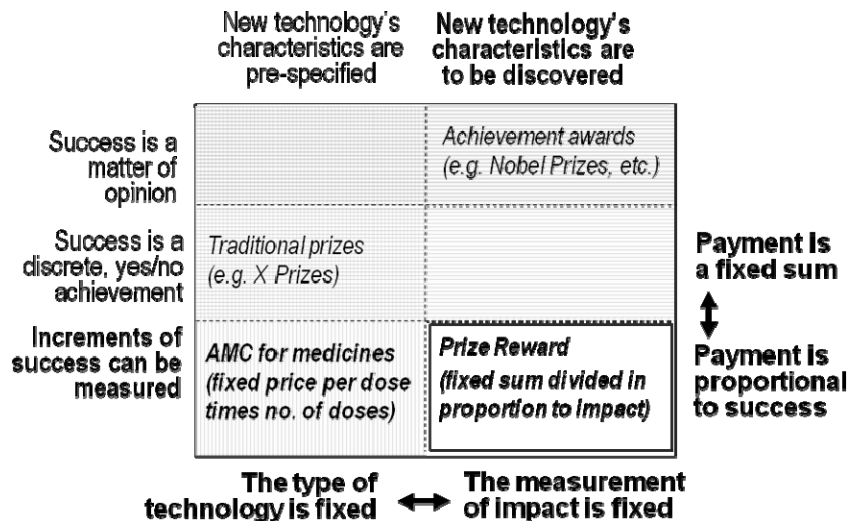 New technology's
characteristics are
pre-specified
New technology's
characteristics are
to be discovered
Success is a
matter of
opinion
Achievement awards
(e.g. Nobel Prizes, etc.)
Success is a
discrete, yes/no
achievement
Traditional prizes
(e.g. X Prizes)
Payment is
a fixed sum
Increments of
success can be
measured
AMC for medicines
(fixed price per dose
times no. of doses)
Prize Reward
(fixed sum divided in
proportion to impact)
Payment is
proportional
to success
The type of
technology is fixed
The measurement
of impact is fixed